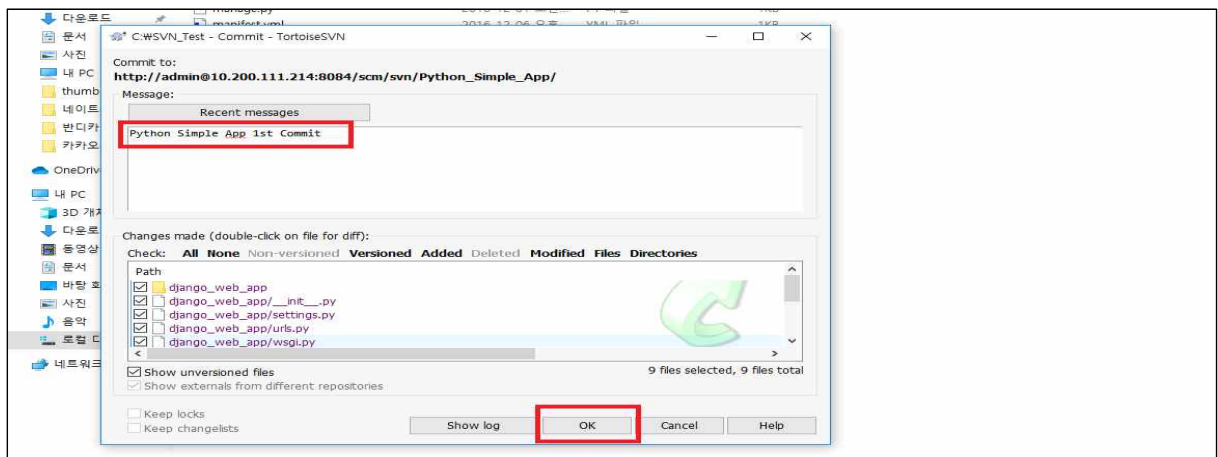 다운로드
manage.py
manifest.yml
문서
사진
내 PC
thumb
네이트
반디카
카카오
OneDriv
내 PC
3D 개체
다운로
동영상
문서
바탕 화
사진
음악
로컬 디
네트워크
C:₩SVN_Test - Commit - TortoiseSVN
Commit to:
http://admin@10.200.111.214:8084/scm/svn/Python_Simple_App/
Message:
Recent messages
Python Simple App 1st Commit
Changes made (double-click on file for diff):
Check: All None Non-versioned Versioned Added Deleted Modified Files Directories
Path
django_web_app
django_web_app/__init__.py
django_web_app/settings.py
django_web_app/urls.py
django_web_app/wsgi.py
Show unversioned files
9 files selected, 9 files total
Show externals from different repositories
Keep locks
Keep changelists
Show log OK Cancel Help